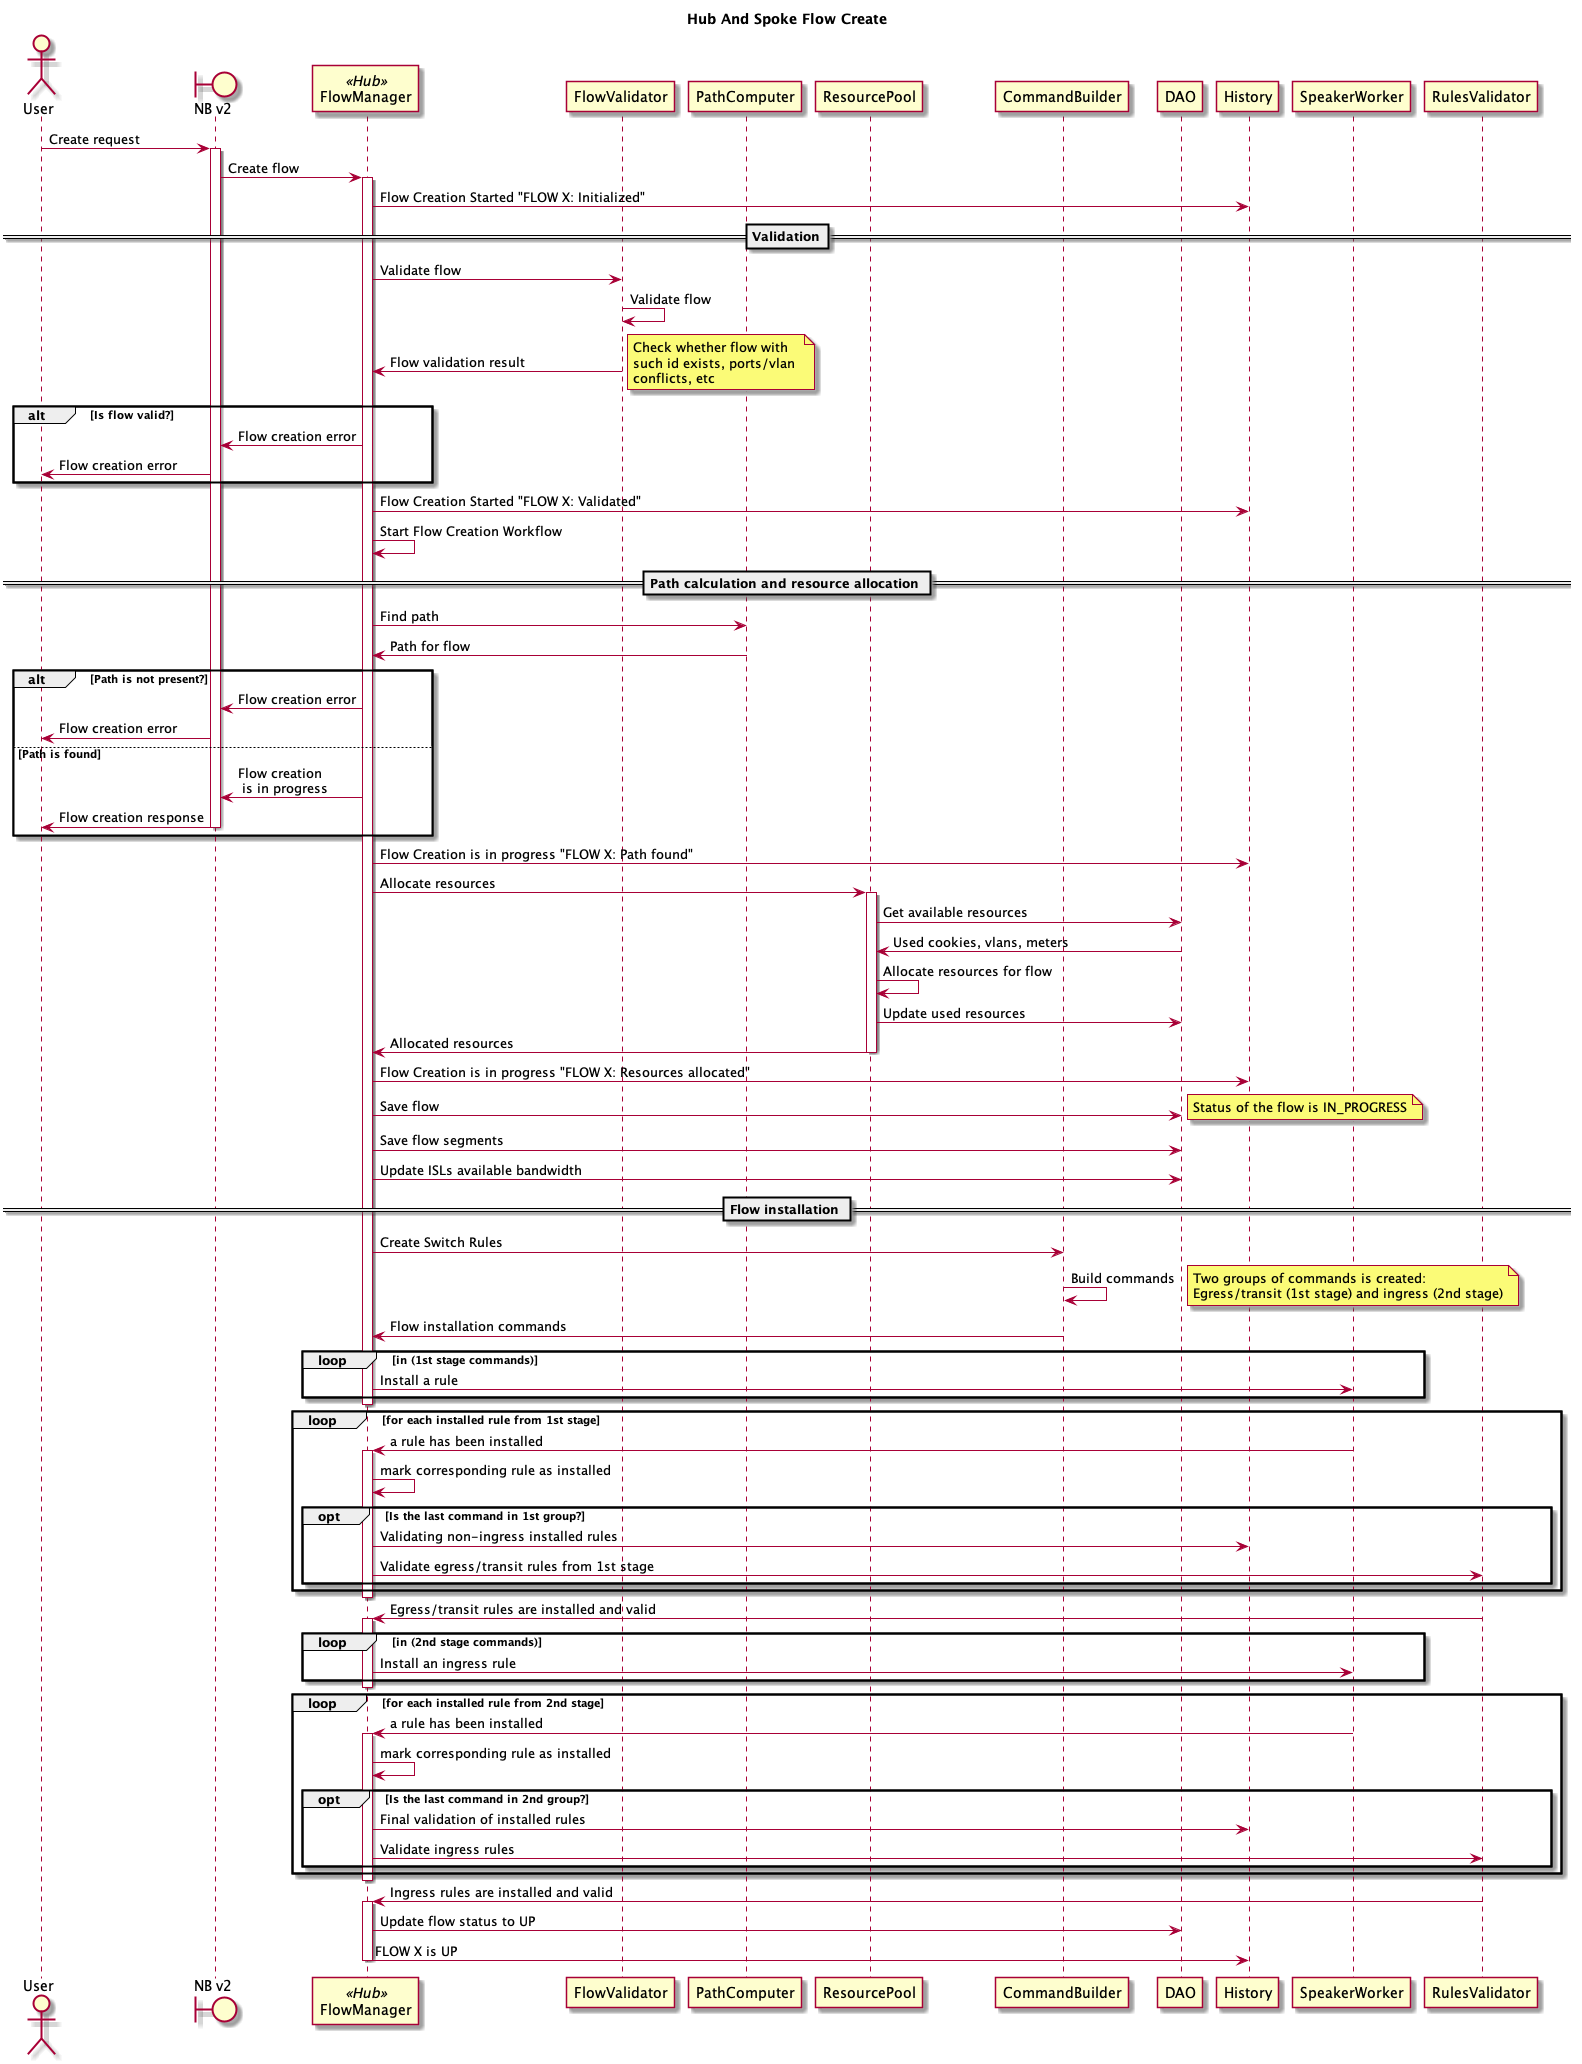 Hub And Spoke Flow Create
User
NB v2
«Hub»
FlowManager
FlowValidator
PathComputer
ResourcePool
CommandBuilder
DAO
History
SpeakerWorker
RulesValidator
Create request
Create flow
Flow Creation Started "FLOW X: Initialized"
Validation
Validate flow
Validate flow
Check whether flow with
such id exists, ports/vlan
conflicts, etc
Flow validation result
alt
[Is flow valid?]
Flow creation error
Flow creation error
Flow Creation Started "FLOW X: Validated"
Start Flow Creation Workflow
Path calculation and resource allocation
Find path
Path for flow
alt
[Path is not present?]
Flow creation error
Flow creation error
[Path is found]
Flow creation
is in progress
Flow creation response
Flow Creation is in progress "FLOW X: Path found"
Allocate resources
Get available resources
Used cookies, vlans, meters
Allocate resources for flow
Update used resources
Allocated resources
Flow Creation is in progress "FLOW X: Resources allocated"
Save flow
Status of the flow is IN_PROGRESS
Save flow segments
Update ISLs available bandwidth
Flow installation
Create Switch Rules
Build commands
Two groups of commands is created:
Egress/transit (1st stage) and ingress (2nd stage)
Flow installation commands
loop
[in (1st stage commands)]
Install a rule
loop
[for each installed rule from 1st stage]
a rule has been installed
mark corresponding rule as installed
opt
[Is the last command in 1st group?]
Validating non-ingress installed rules
Validate egress/transit rules from 1st stage
Egress/transit rules are installed and valid
loop
[in (2nd stage commands)]
Install an ingress rule
loop
[for each installed rule from 2nd stage]
a rule has been installed
mark corresponding rule as installed
opt
[Is the last command in 2nd group?]
Final validation of installed rules
Validate ingress rules
Ingress rules are installed and valid
Update flow status to UP
FLOW X is UP
User
NB v2
«Hub»
FlowManager
FlowValidator
PathComputer
ResourcePool
CommandBuilder
DAO
History
SpeakerWorker
RulesValidator